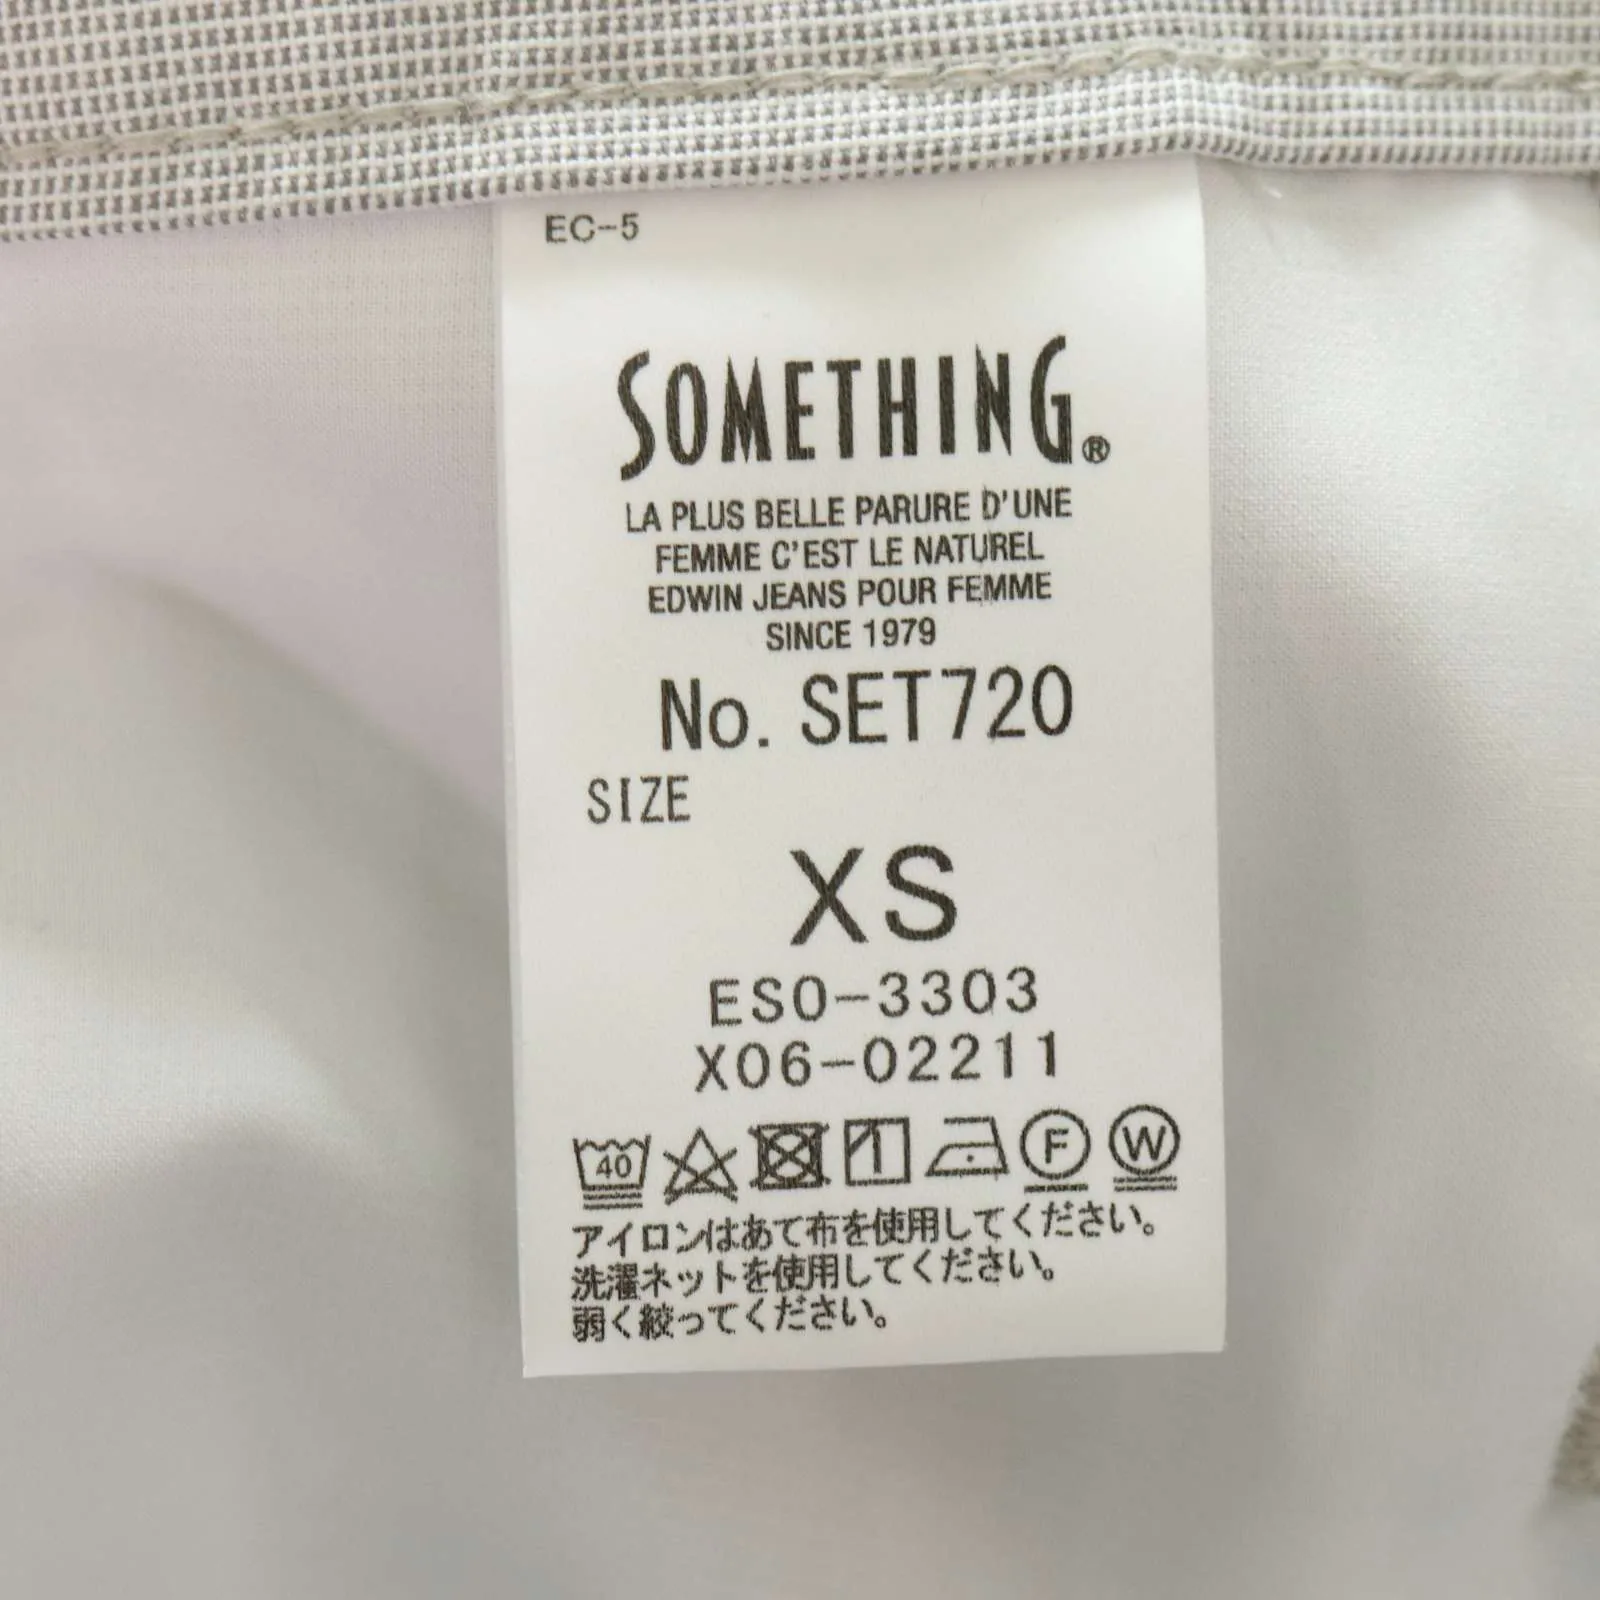 EC-5
SOMETHING®
LA PLUS BELLE PARURE D'UNE
FEMME C'EST LE NATUREL
EDWIN JEANS POUR FEMME
SINCE 1979
No. SET720
SIZE
XS
ESO-3303
X06-02211
40 F W
アイロンはあて布を使用してください。
洗濯ネットを使用してください。
弱く絞ってください。